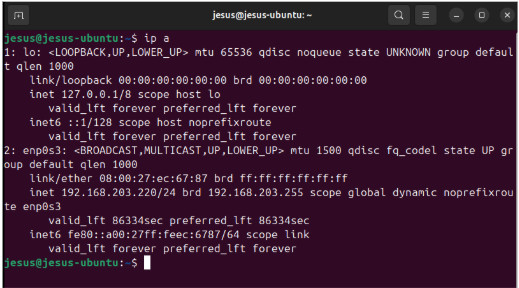 jesus@jesus-ubuntu: ~
jesus@jesus-ubuntu:~$ ip a
1: lo: <LOOPBACK,UP,LOWER_UP> mtu 65536 qdisc noqueue state UNKNOWN group defaul
t qlen 1000
    link/loopback 00:00:00:00:00:00 brd 00:00:00:00:00:00
    inet 127.0.0.1/8 scope host lo
       valid_lft forever preferred_lft forever
    inet6 ::1/128 scope host noprefixroute
       valid_lft forever preferred_lft forever
2: enp0s3: <BROADCAST,MULTICAST,UP,LOWER_UP> mtu 1500 qdisc fq_codel state UP gr
oup default qlen 1000
    link/ether 08:00:27:ec:67:87 brd ff:ff:ff:ff:ff:ff
    inet 192.168.203.220/24 brd 192.168.203.255 scope global dynamic noprefixrou
te enp0s3
       valid_lft 86334sec preferred_lft 86334sec
    inet6 fe80::a00:27ff:feec:6787/64 scope link
       valid_lft forever preferred_lft forever
jesus@jesus-ubuntu:~$